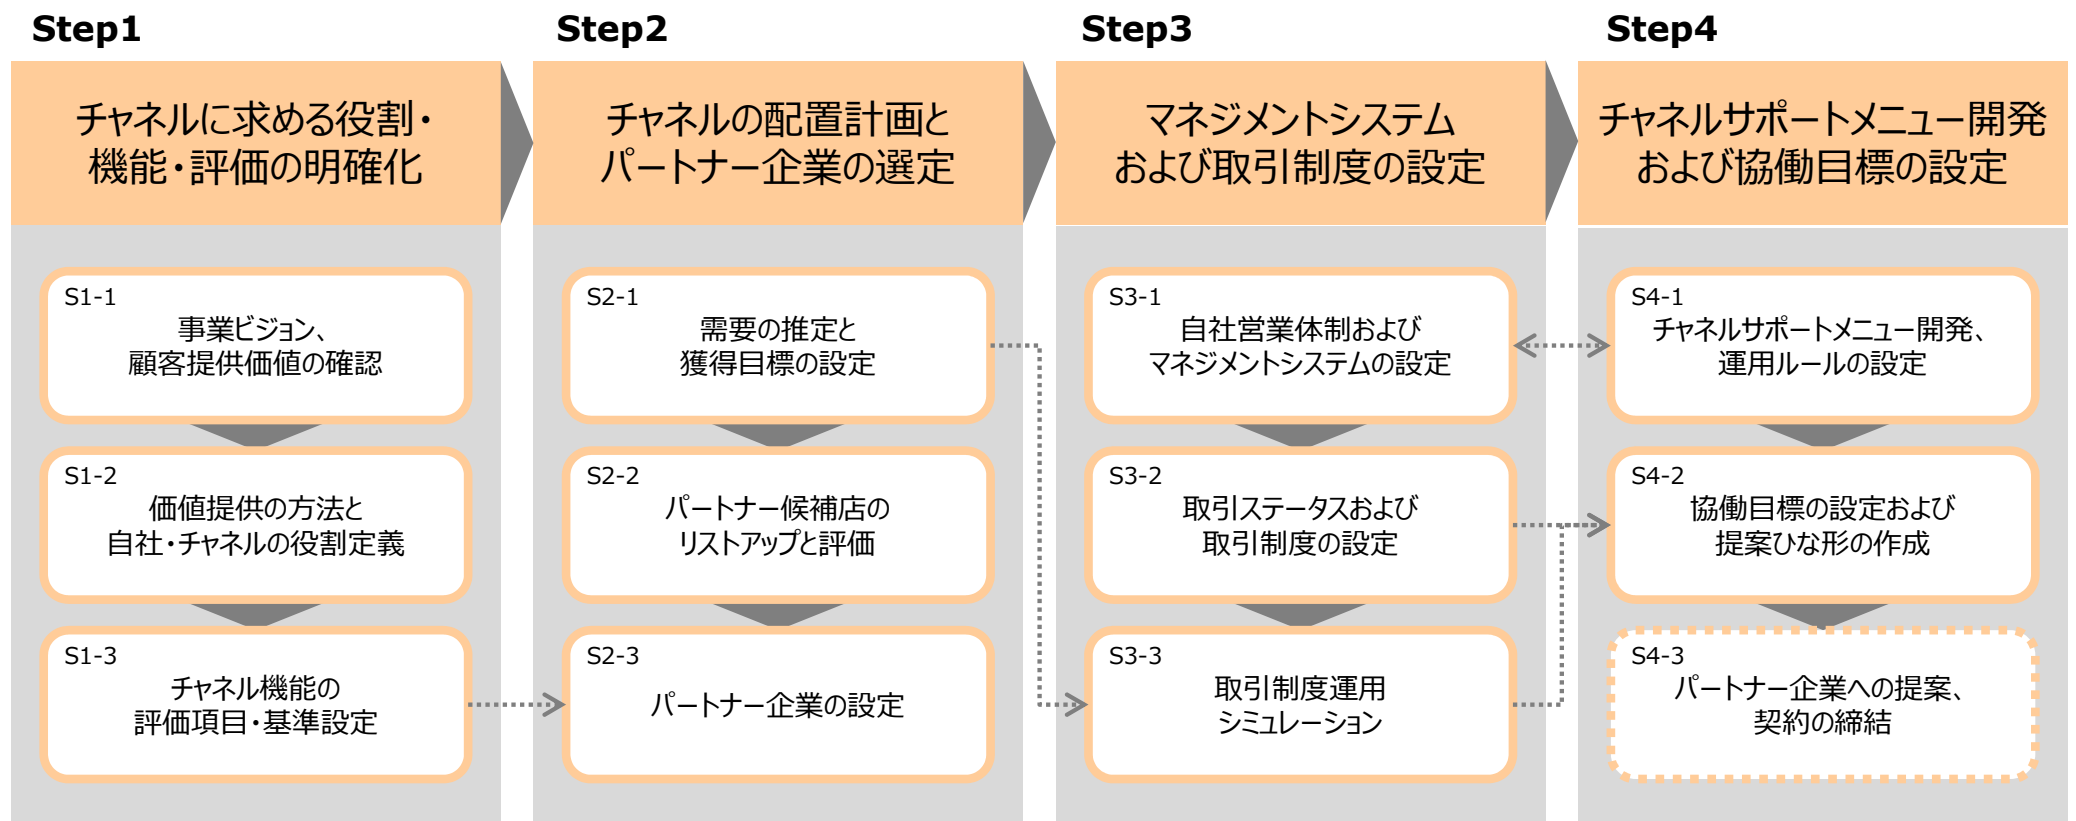 Step1
チャネルに求める役割・
機能・評価の明確化
S1-1
事業ビジョン、
顧客提供価値の確認
S1-2
価値提供の方法と
自社・チャネルの役割定義
S1-3
チャネル機能の
評価項目・基準設定
Step2
チャネルの配置計画と
パートナー企業の選定
S2-1
需要の推定と
獲得目標の設定
S2-2
パートナー候補店の
リストアップと評価
S2-3
パートナー企業の設定
Step3
マネジメントシステム
および取引制度の設定
S3-1
自社営業体制および
マネジメントシステムの設定
S3-2
取引ステータスおよび
取引制度の設定
S3-3
取引制度運用
シミュレーション
Step4
チャネルサポートメニュー開発
および協働目標の設定
S4-1
チャネルサポートメニュー開発、
運用ルールの設定
S4-2
協働目標の設定および
提案ひな形の作成
S4-3
パートナー企業への提案、
契約の締結